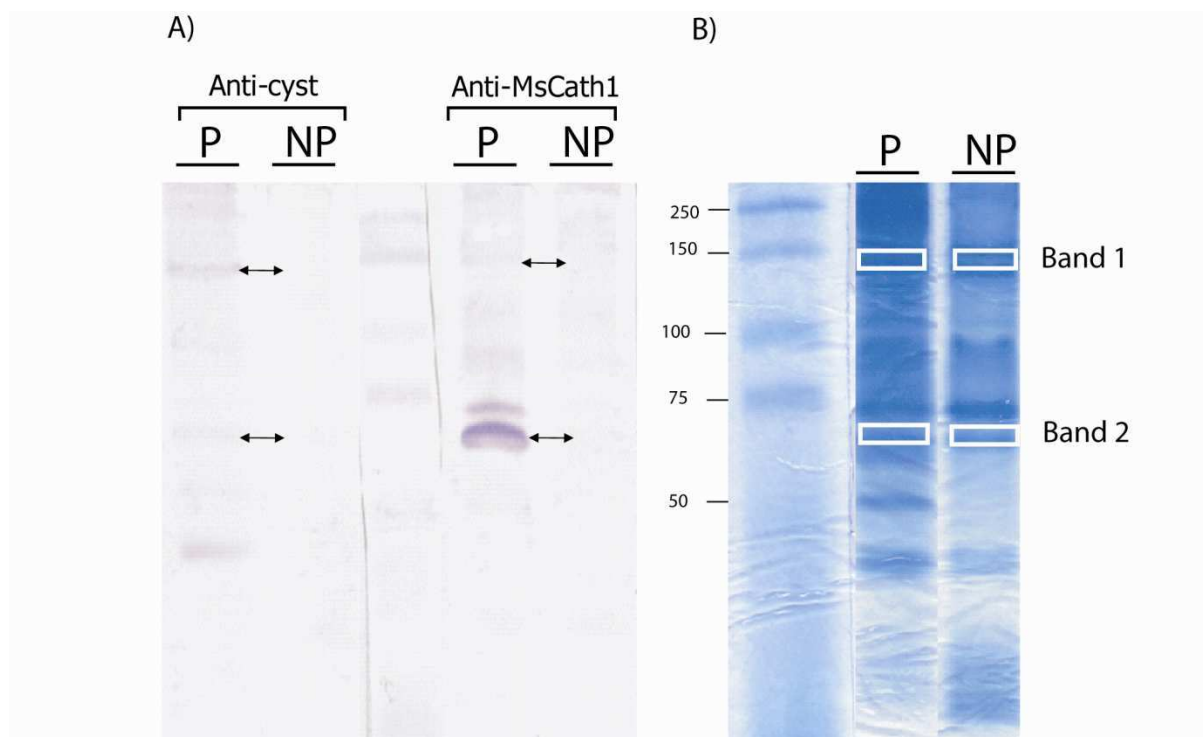 A)
Anti-cyst
Anti-MsCath1
P
NP
P
NP
B)
P
NP
250
150
100
75
50
Band 1
Band 2